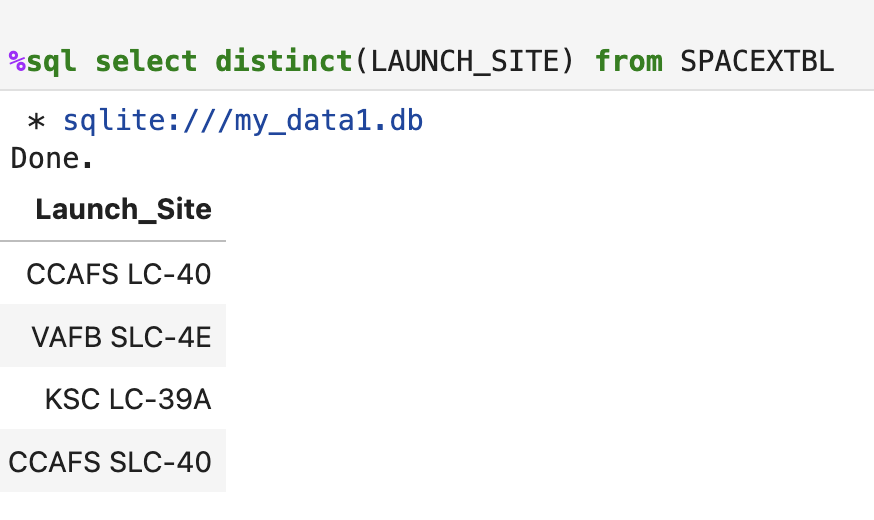 %sql select distinct(LAUNCH_SITE) from SPACEXTBL
* sqlite:///my_data1.db
Done.
Launch_Site
CCAFS LC-40
VAFB SLC-4E
KSC LC-39A
CCAFS SLC-40